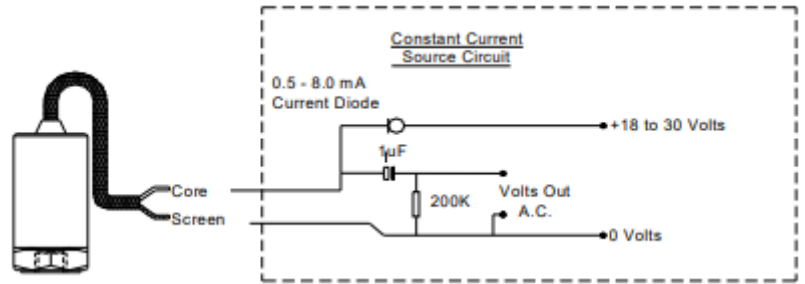 Constant Current
Source Circuit
0.5 - 8.0 mA
Current Diode
+18 to 30 Volts
1uF
Core
200K
Volts Out
A.C.
Screen
0 Volts